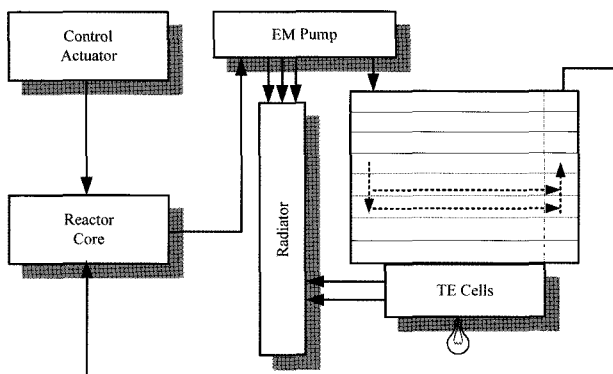 Control
Actuator
EM Pump
Reactor
Core
Radiator
TE Cells